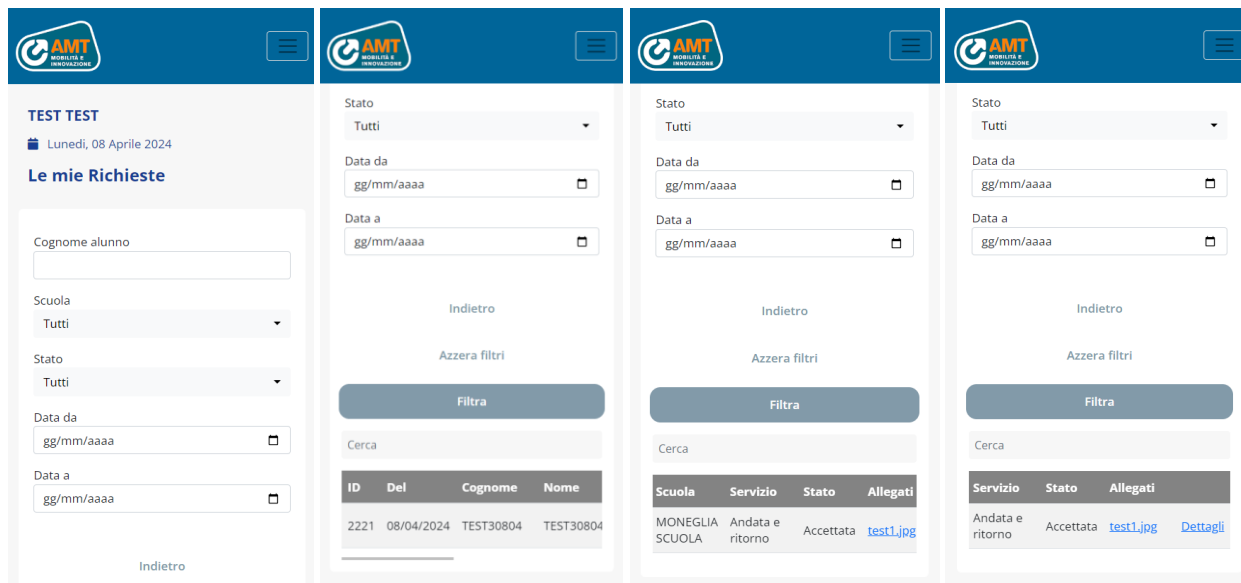 AMT
MOBILITÀ E
INNOVAZIONE
TEST TEST
Lunedi, 08 Aprile 2024
Le mie Richieste
Cognome alunno
Scuola
Tutti
Stato
Tutti
Data da
gg/mm/aaaa
Data a
gg/mm/aaaa
Indietro
AMT
MOBILITÀ E
INNOVAZIONE
Stato
Tutti
Data da
gg/mm/aaaa
Data a
gg/mm/aaaa
Indietro
Azzera filtri
Filtra
Cerca
ID Del Cognome Nome
2221 08/04/2024 TEST30804 TEST30804
AMT
MOBILITÀ E
INNOVAZIONE
Stato
Tutti
Data da
gg/mm/aaaa
Data a
gg/mm/aaaa
Indietro
Azzera filtri
Filtra
Cerca
Scuola Servizio Stato Allegati
MONEGLIA SCUOLA Andata e ritorno Accettata test1.jpg
AMT
MOBILITÀ E
INNOVAZIONE
Stato
Tutti
Data da
gg/mm/aaaa
Data a
gg/mm/aaaa
Indietro
Azzera filtri
Filtra
Cerca
Servizio Stato Allegati
Andata e ritorno Accettata test1.jpg Dettagli